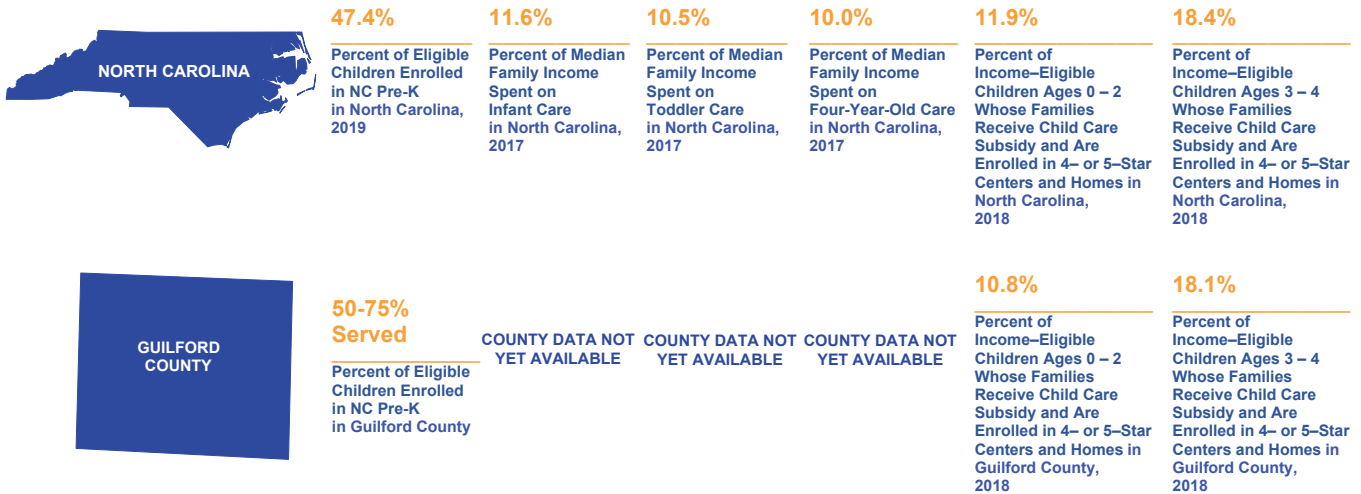 NORTH CAROLINA
47.4%
Percent of Eligible
Children Enrolled
in NC Pre-K
in North Carolina,
2019
11.6%
Percent of Median
Family Income
Spent on
Infant Care
in North Carolina,
2017
10.5%
Percent of Median
Family Income
Spent on
Toddler Care
in North Carolina,
2017
10.0%
Percent of Median
Family Income
Spent on
Four-Year-Old Care
in North Carolina,
2017
11.9%
Percent of
Income–Eligible
Children Ages 0 – 2
Whose Families
Receive Child Care
Subsidy and Are
Enrolled in 4– or 5–Star
Centers and Homes in
North Carolina,
2018
18.4%
Percent of
Income–Eligible
Children Ages 3 – 4
Whose Families
Receive Child Care
Subsidy and Are
Enrolled in 4– or 5–Star
Centers and Homes in
North Carolina,
2018
GUILFORD
COUNTY
50-75%
Served
Percent of Eligible
Children Enrolled
in NC Pre-K
in Guilford County
COUNTY DATA NOT
YET AVAILABLE
COUNTY DATA NOT
YET AVAILABLE
COUNTY DATA NOT
YET AVAILABLE
10.8%
Percent of
Income–Eligible
Children Ages 0 – 2
Whose Families
Receive Child Care
Subsidy and Are
Enrolled in 4– or 5–Star
Centers and Homes in
Guilford County,
2018
18.1%
Percent of
Income–Eligible
Children Ages 3 – 4
Whose Families
Receive Child Care
Subsidy and Are
Enrolled in 4– or 5–Star
Centers and Homes in
Guilford County,
2018